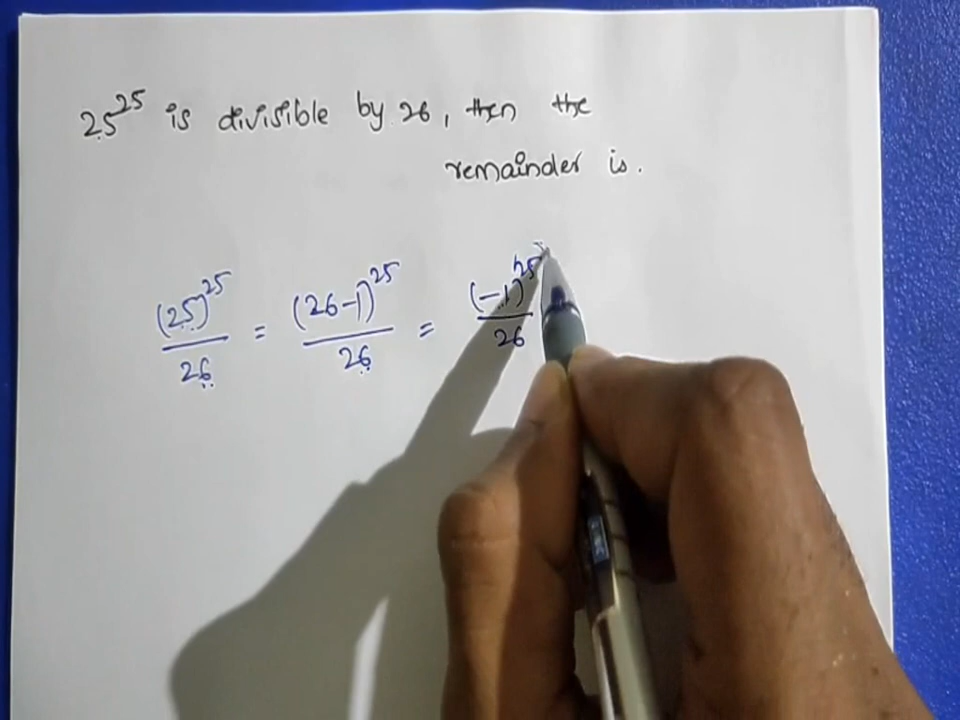 25^25 is divisible by 26, then the
remainder is.
(25)^25/26 = (26-1)^25/26 = (-1)^25/26